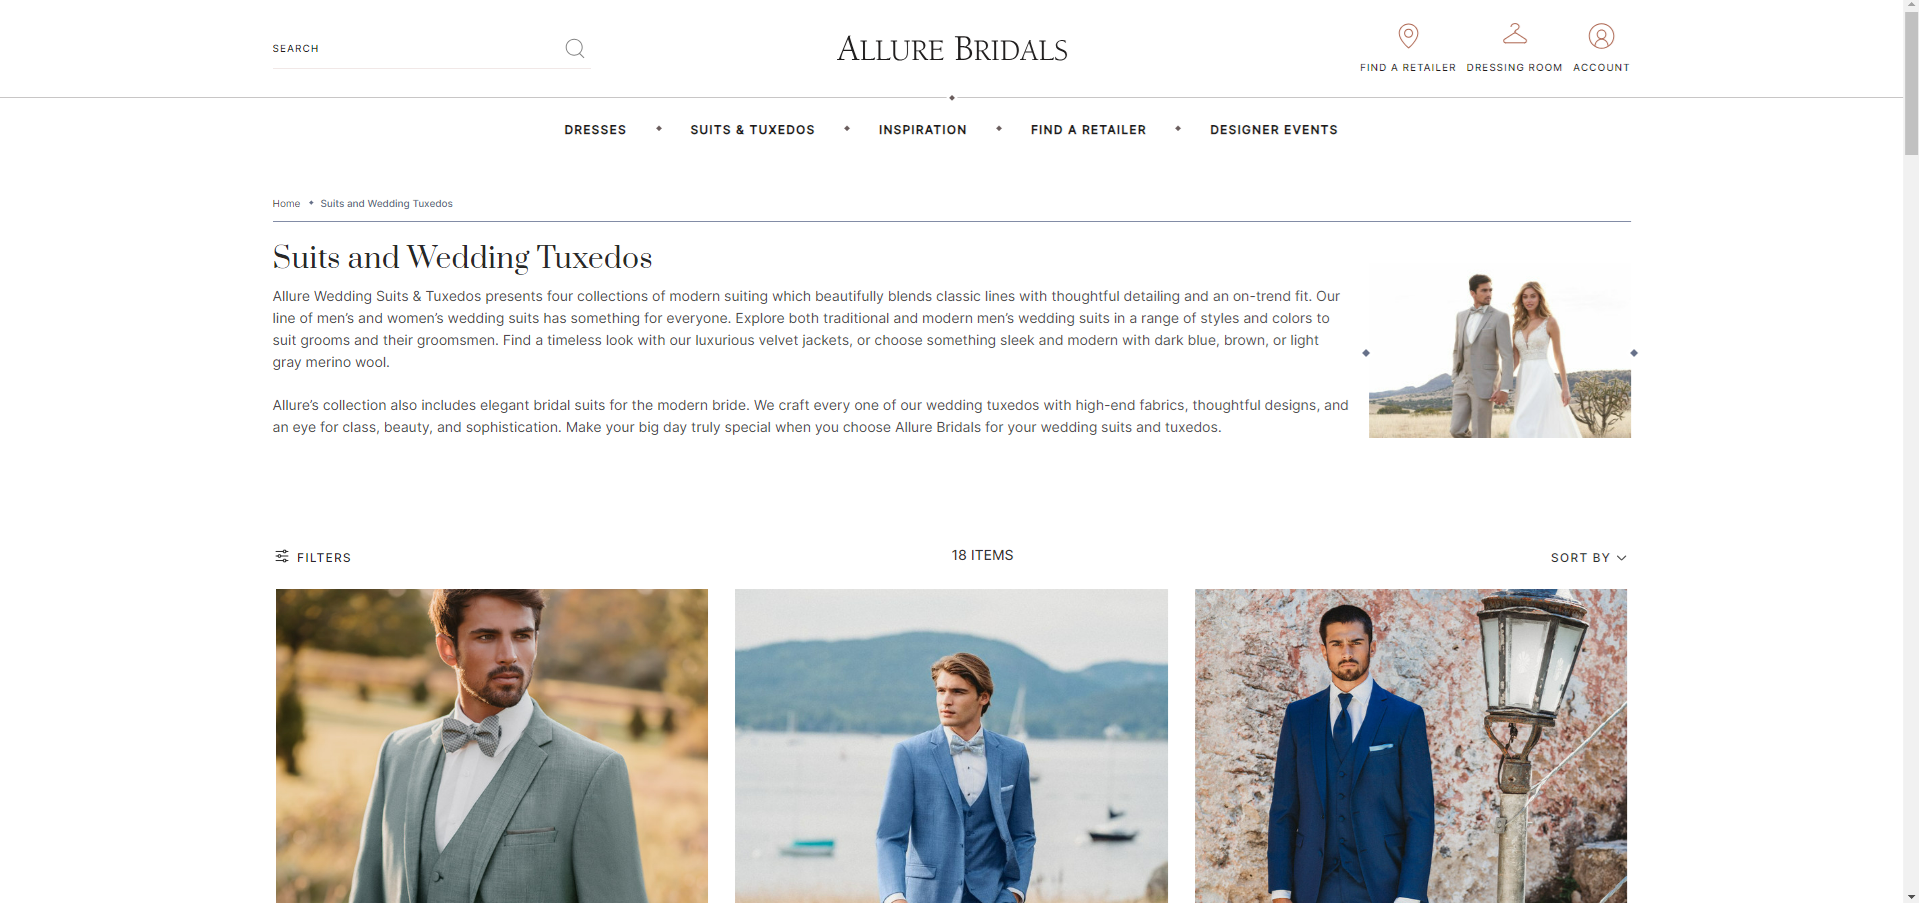 SEARCH
ALLURE BRIDALS
FIND A RETAILER
DRESSING ROOM
ACCOUNT
DRESSES
SUITS & TUXEDOS
INSPIRATION
FIND A RETAILER
DESIGNER EVENTS
Home
Suits and Wedding Tuxedos
Suits and Wedding Tuxedos
Allure Wedding Suits & Tuxedos presents four collections of modern suiting which beautifully blends classic lines with thoughtful detailing and an on-trend fit. Our
line of men’s and women’s wedding suits has something for everyone. Explore both traditional and modern men’s wedding suits in a range of styles and colors to
suit grooms and their groomsmen. Find a timeless look with our luxurious velvet jackets, or choose something sleek and modern with dark blue, brown, or light
gray merino wool.
Allure’s collection also includes elegant bridal suits for the modern bride. We craft every one of our wedding tuxedos with high-end fabrics, thoughtful designs, and
an eye for class, beauty, and sophistication. Make your big day truly special when you choose Allure Bridals for your wedding suits and tuxedos.
FILTERS
18 ITEMS
SORT BY